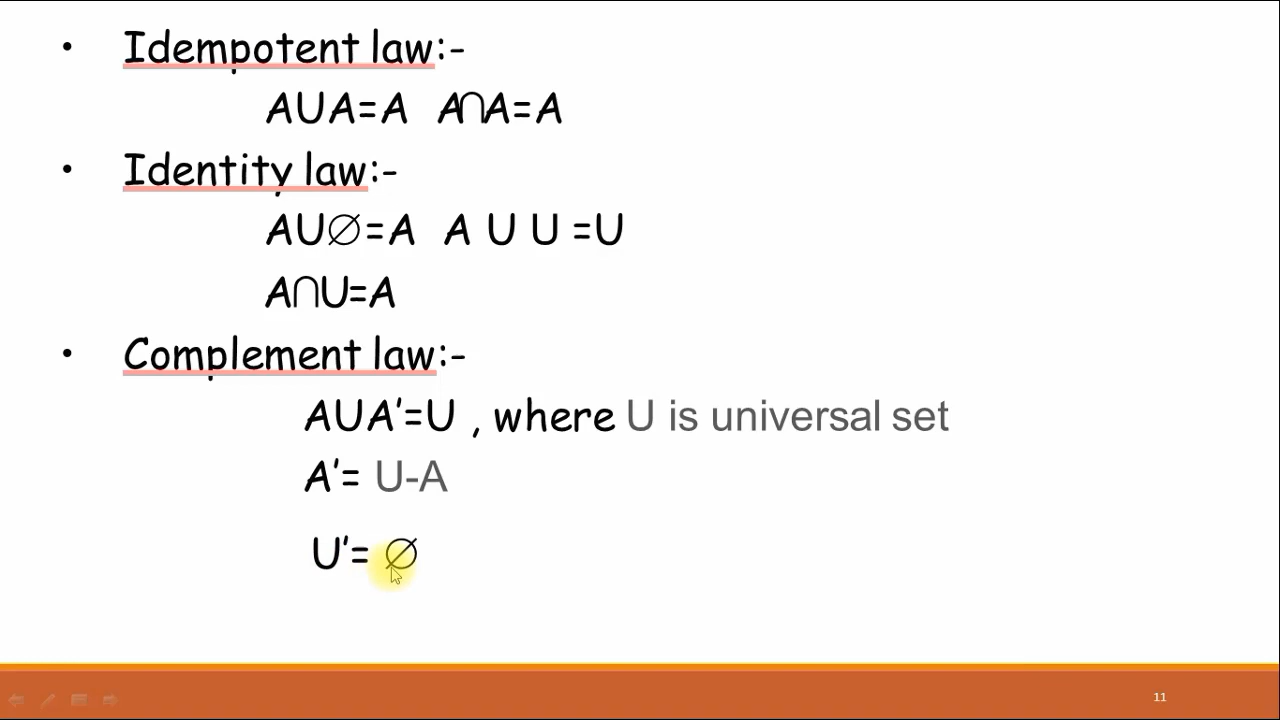 • Idempotent law:-
AUA=A A∩A=A
• Identity law:-
AU∅=A A U U =U
A∩U=A
• Complement law:-
AUA'=U , where U is universal set
A'= U-A
U'= ∅
11